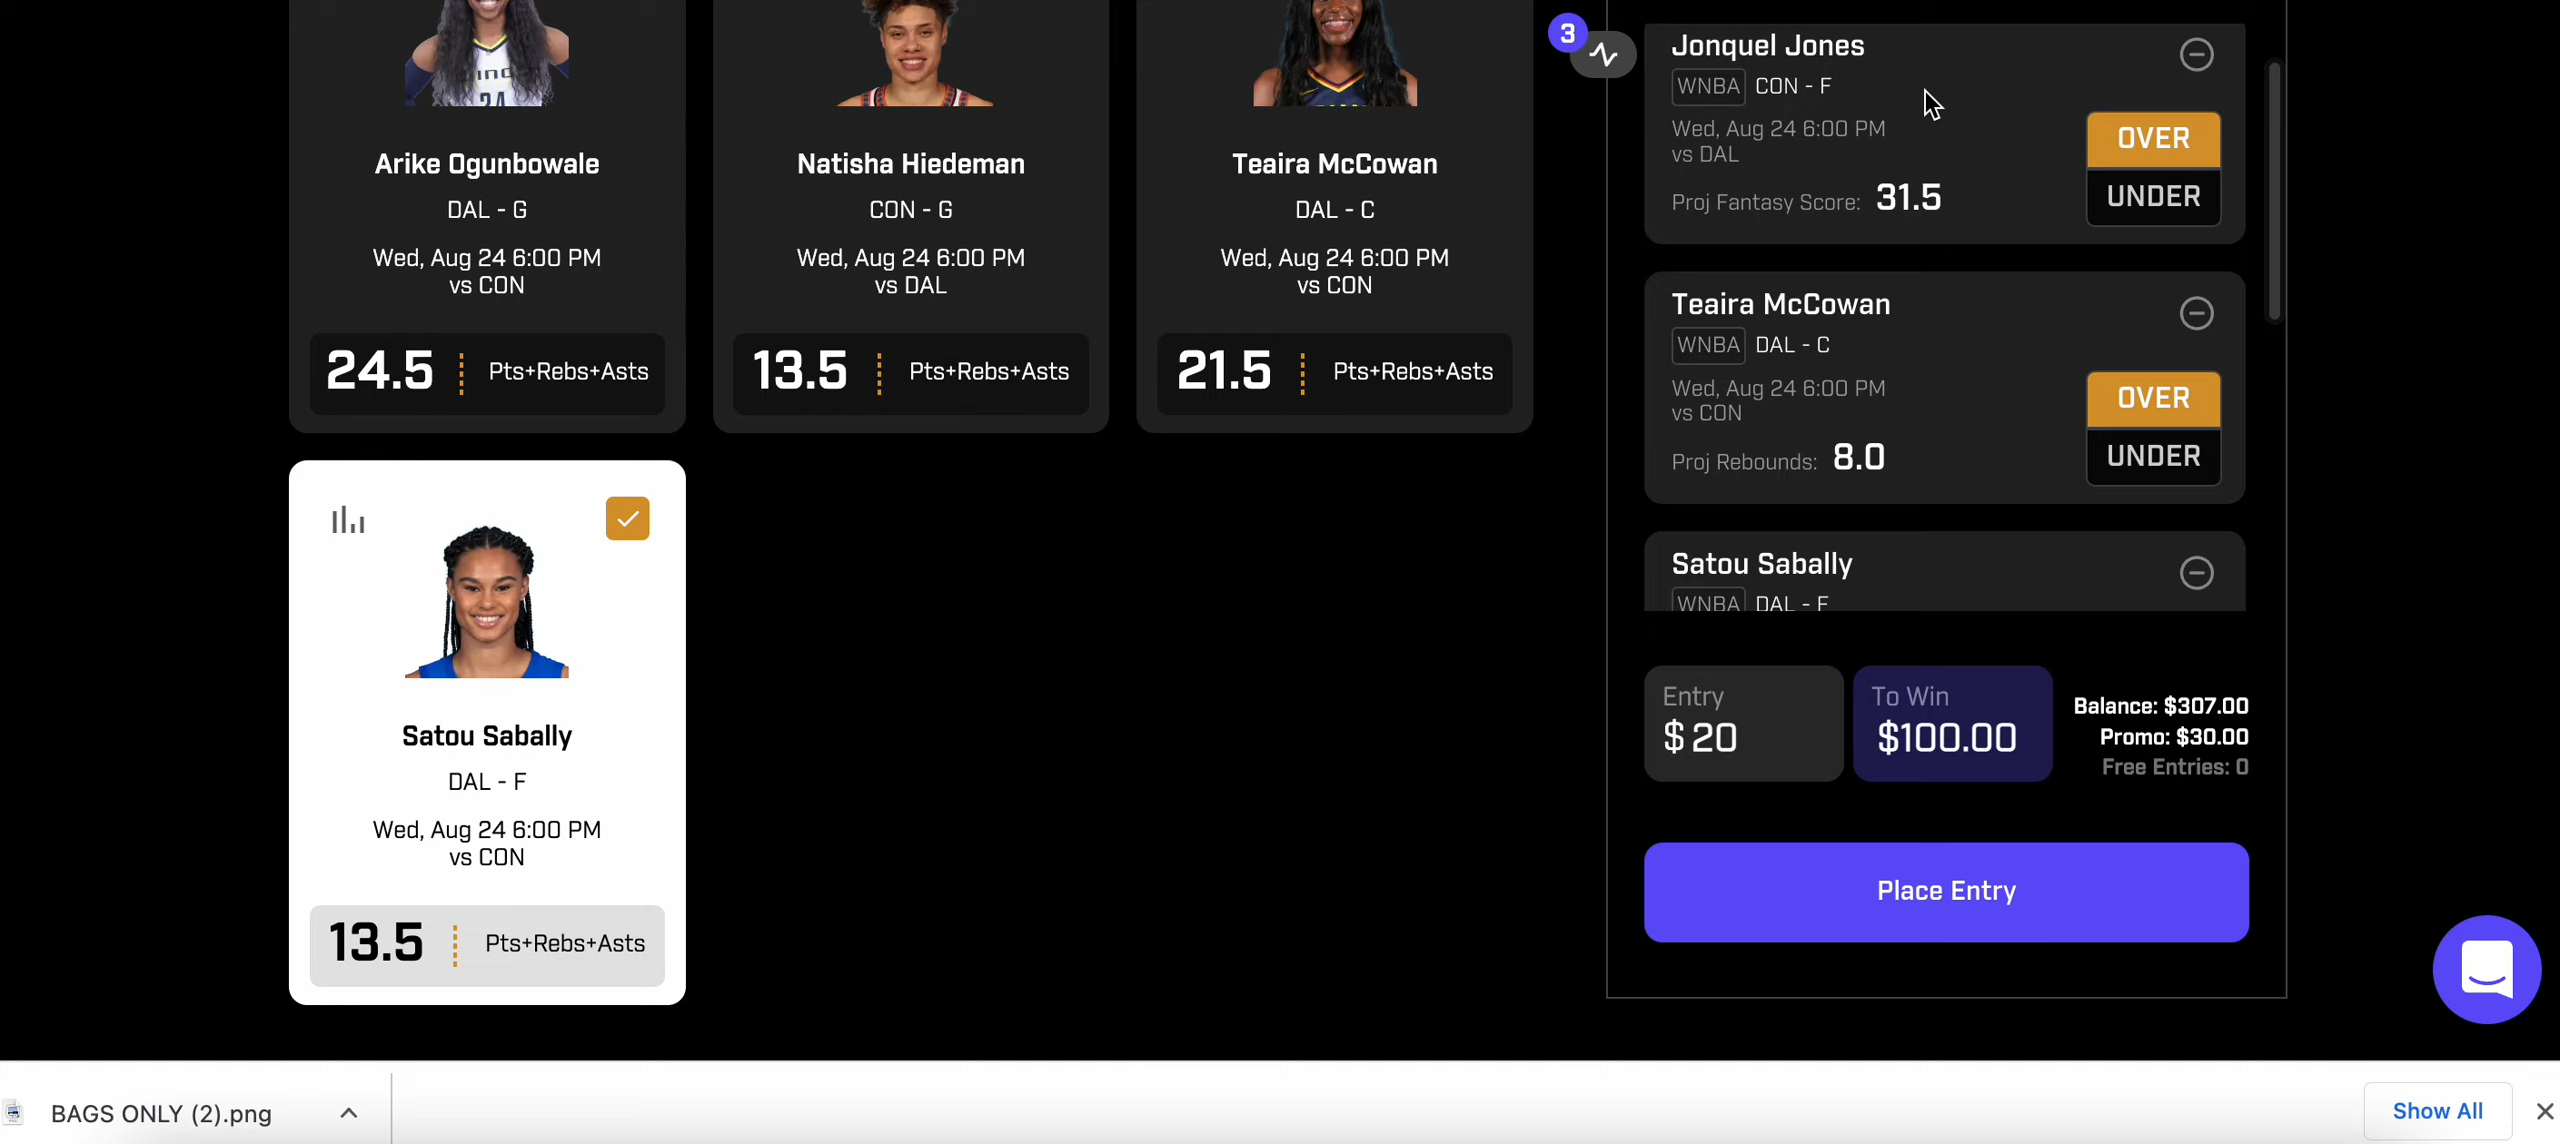 24
Arike Ogunbowale
DAL - G
Wed, Aug 24 6:00 PM
vs CON
24.5
Pts+Rebs+Asts
Natisha Hiedeman
CON - G
Wed, Aug 24 6:00 PM
vs DAL
13.5
Pts+Rebs+Asts
Teaira McCowan
DAL - C
Wed, Aug 24 6:00 PM
vs CON
21.5
Pts+Rebs+Asts
Satou Sabally
DAL - F
Wed, Aug 24 6:00 PM
vs CON
13.5
Pts+Rebs+Asts
3
Jonquel Jones
WNBA CON - F
Wed, Aug 24 6:00 PM
vs DAL
Proj Fantasy Score: 31.5
OVER
UNDER
Teaira McCowan
WNBA DAL - C
Wed, Aug 24 6:00 PM
vs CON
Proj Rebounds: 8.0
OVER
UNDER
Satou Sabally
WNBA DAL - F
Entry
$ 20
To Win
$100.00
Balance: $307.00
Promo: $30.00
Free Entries: 0
Place Entry
BAGS ONLY (2).png
Show All